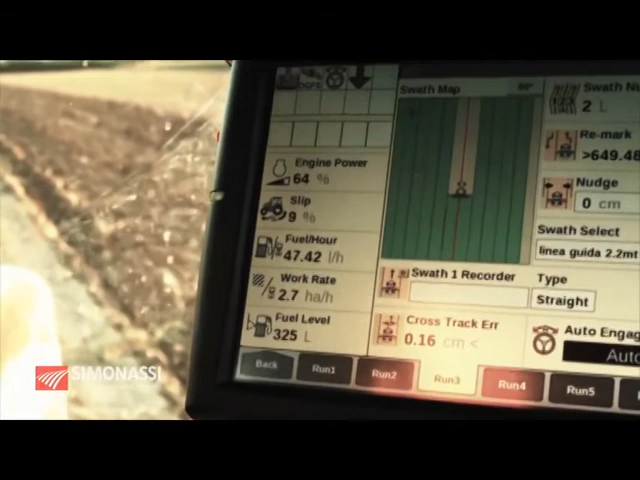 Engine Power
64 %
Slip
9 %
Fuel/Hour
47.42 l/h
Work Rate
2.7 ha/h
Fuel Level
325 L
Swath Map
Swath Nu
2 L
Re-mark
>649.48
Nudge
0 cm
Swath Select
linea guida 2.2mt
Swath 1 Recorder
Type
Straight
Cross Track Err
0.16 cm <
Auto Engag
Auto
Back
Run1
Run2
Run3
Run4
Run5
SIMONASSI